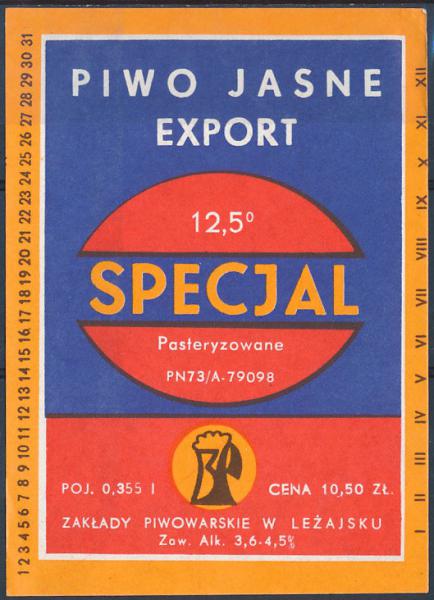 PIWO JASNE
EXPORT
12,5⁰
SPECJAL
Pasteryzowane
PN73/A-79098
POJ. 0,355 l
CENA 10,50 ZŁ.
ZAKŁADY PIWOWARSKIE W LEŻAJSKU
Zaw. Alk. 3,6-4,5%
1 2 3 4 5 6 7 8 9 10 11 12 13 14 15 16 17 18 19 20 21 22 23 24 25 26 27 28 29 30 31
I II III IV V VI VII VIII IX X XI XII